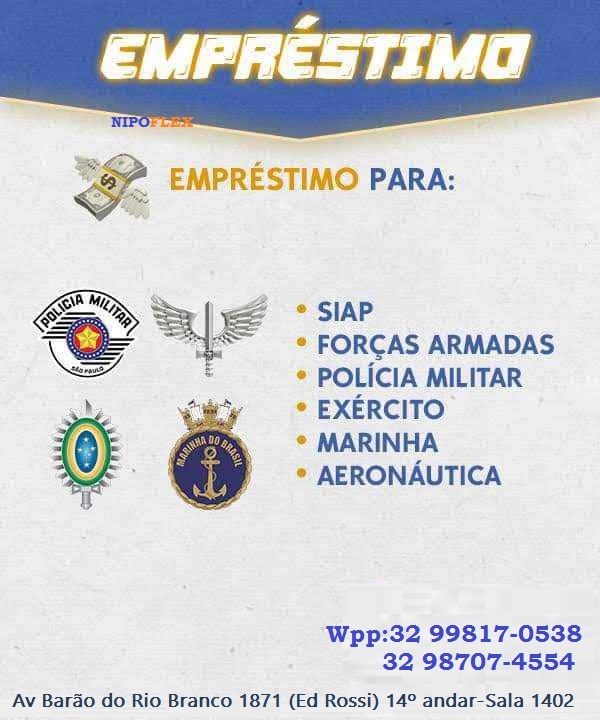 EMPRÉSTIMO
NIPOFLEX
$
EMPRÉSTIMO PARA:
POLICIA MILITAR
SÃO PAULO
MARINHA DO BRASIL
• SIAP
• FORÇAS ARMADAS
• POLÍCIA MILITAR
• EXÉRCITO
• MARINHA
• AERONÁUTICA
Wpp:32 99817-0538
32 98707-4554
Av Barão do Rio Branco 1871 (Ed Rossi) 14º andar-Sala 1402